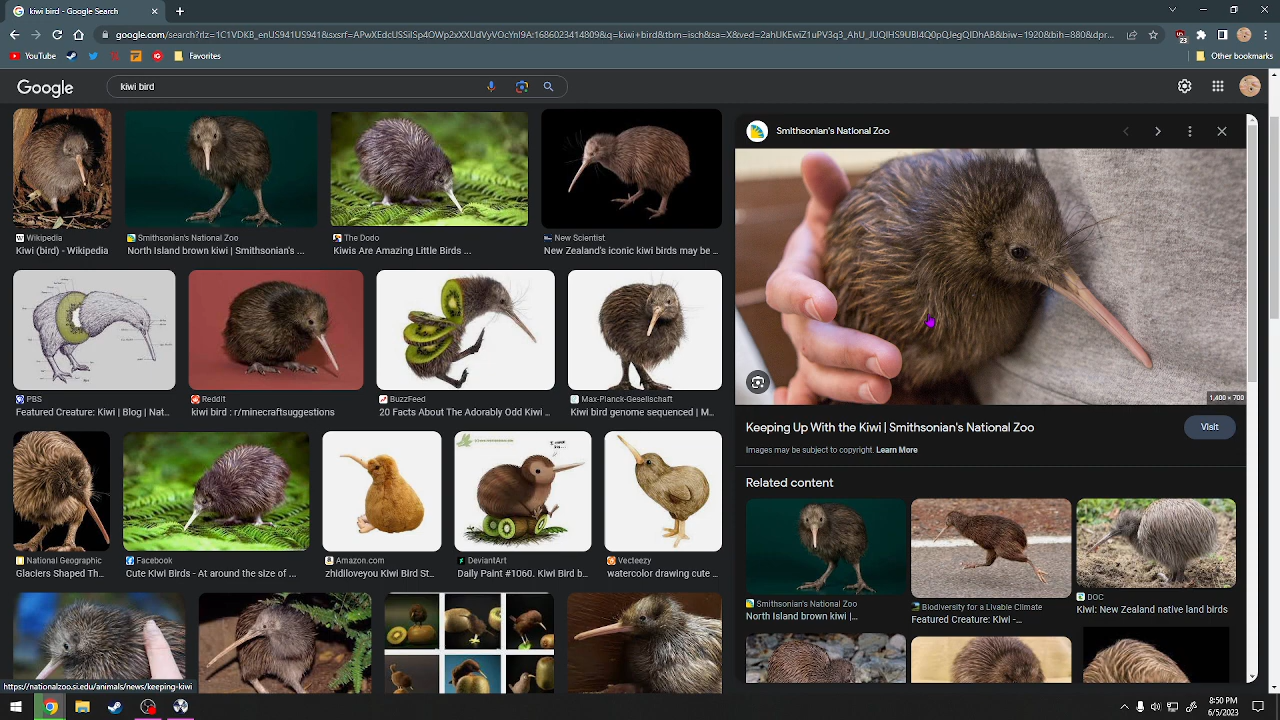 kiwi bird - Google Search
google.com/search?rlz=1C1VDKB_enUS941US941&sxsrf=APwXEdcUSSiISp4OWp2xXXUdVyVOcYnI9A:1686023414809&q=kiwi+bird&tbm=isch&sa=X&ved=2ahUKEwiZ1uPV3q3_AhU_JUQIHS9UBI4Q0pQJegQIDhAB&biw=1920&bih=880&dpr...
23
YouTube
Favorites
Other bookmarks
Google
kiwi bird
Wikipedia
Kiwi (bird) - Wikipedia
Smithsonian's National Zoo
North Island brown kiwi | Smithsonian's ...
The Dodo
Kiwis Are Amazing Little Birds ...
New Scientist
New Zealand's iconic kiwi birds may be ...
PBS
Featured Creature: Kiwi | Blog | Nat...
Reddit
kiwi bird : r/minecraftsuggestions
BuzzFeed
20 Facts About The Adorably Odd Kiwi ...
Max-Planck-Gesellschaft
Kiwi bird genome sequenced | M...
National Geographic
Glaciers Shaped Th...
Facebook
Cute Kiwi Birds - At around the size of ...
Amazon.com
zhidiloveyou Kiwi Bird St...
DeviantArt
Daily Paint #1060. Kiwi Bird b...
Vecteezy
watercolor drawing cute ...
Smithsonian's National Zoo
1,400 × 700
Keeping Up With the Kiwi | Smithsonian's National Zoo
Visit
Images may be subject to copyright. Learn More
Related content
Smithsonian's National Zoo
North Island brown kiwi |...
Biodiversity for a Livable Climate
Featured Creature: Kiwi -...
DOC
Kiwi: New Zealand native land birds
https://nationalzoo.si.edu/animals/news/keeping-kiwi
8:50 PM
6/5/2023